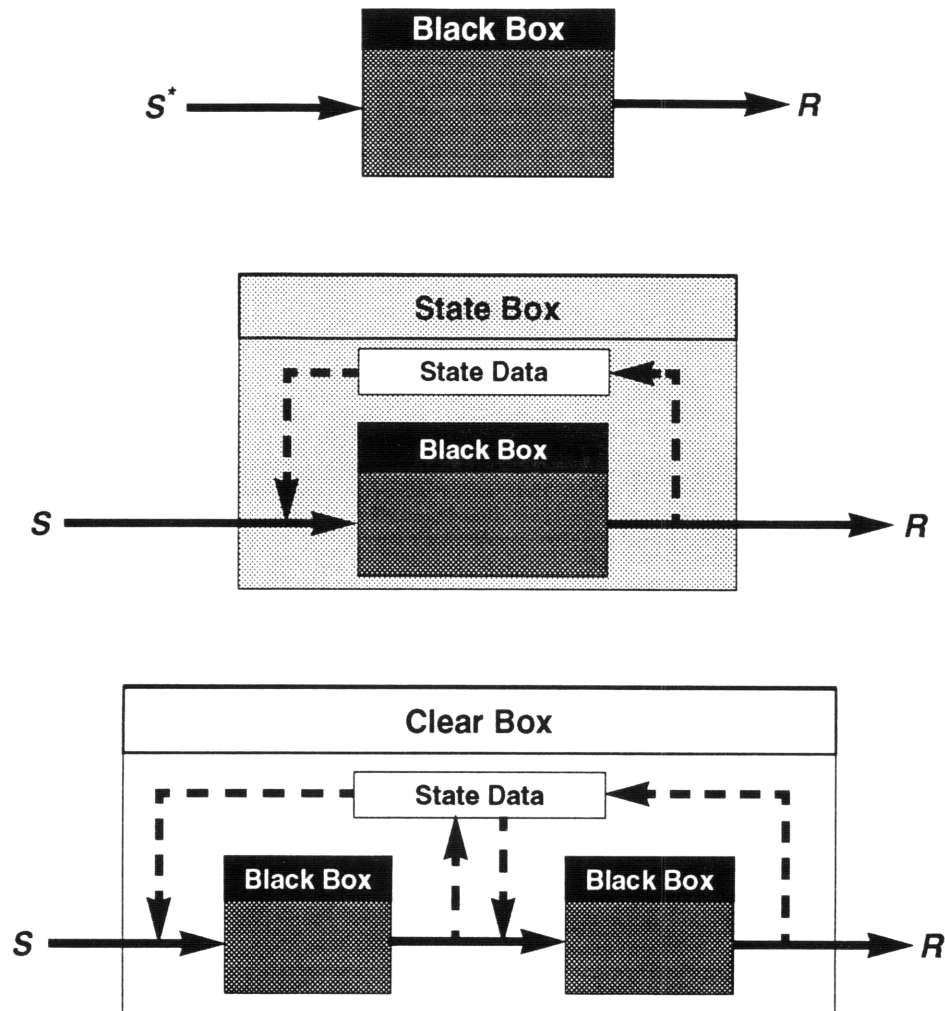 Black Box
S* R
State Box
State Data
Black Box
S R
Clear Box
State Data
Black Box Black Box
S R